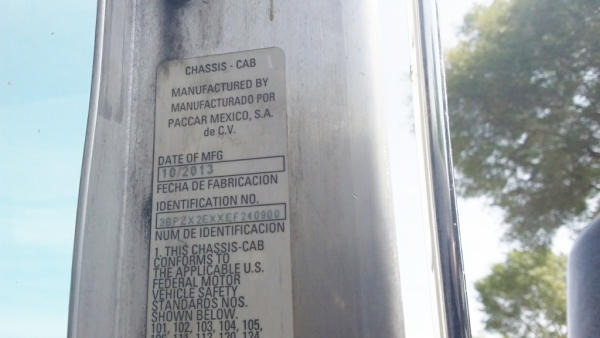 CHASSIS - CAB
MANUFACTURED BY
MANUFACTURADO POR
PACCAR MEXICO, S.A.
de C.V.
DATE OF MFG
10/2013
FECHA DE FABRICACION
IDENTIFICATION NO.
NUM DE IDENTIFICACION
1. THIS CHASSIS-CAB
CONFORMS TO
THE APPLICABLE U.S.
FEDERAL MOTOR
VEHICLE SAFETY
STANDARDS NOS.
SHOWN BELOW.
101, 102, 103, 104, 105,